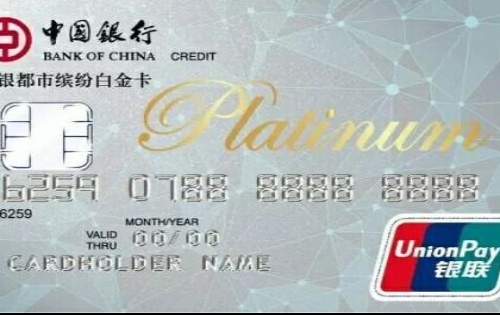 中国银行
BANK OF CHINA CREDIT
银都市缤纷白金卡
Platinum
6259 0788 8888 8888
6259
MONTH/YEAR
VALID THRU 00/00
CARDHOLDER NAME
UnionPay
银联